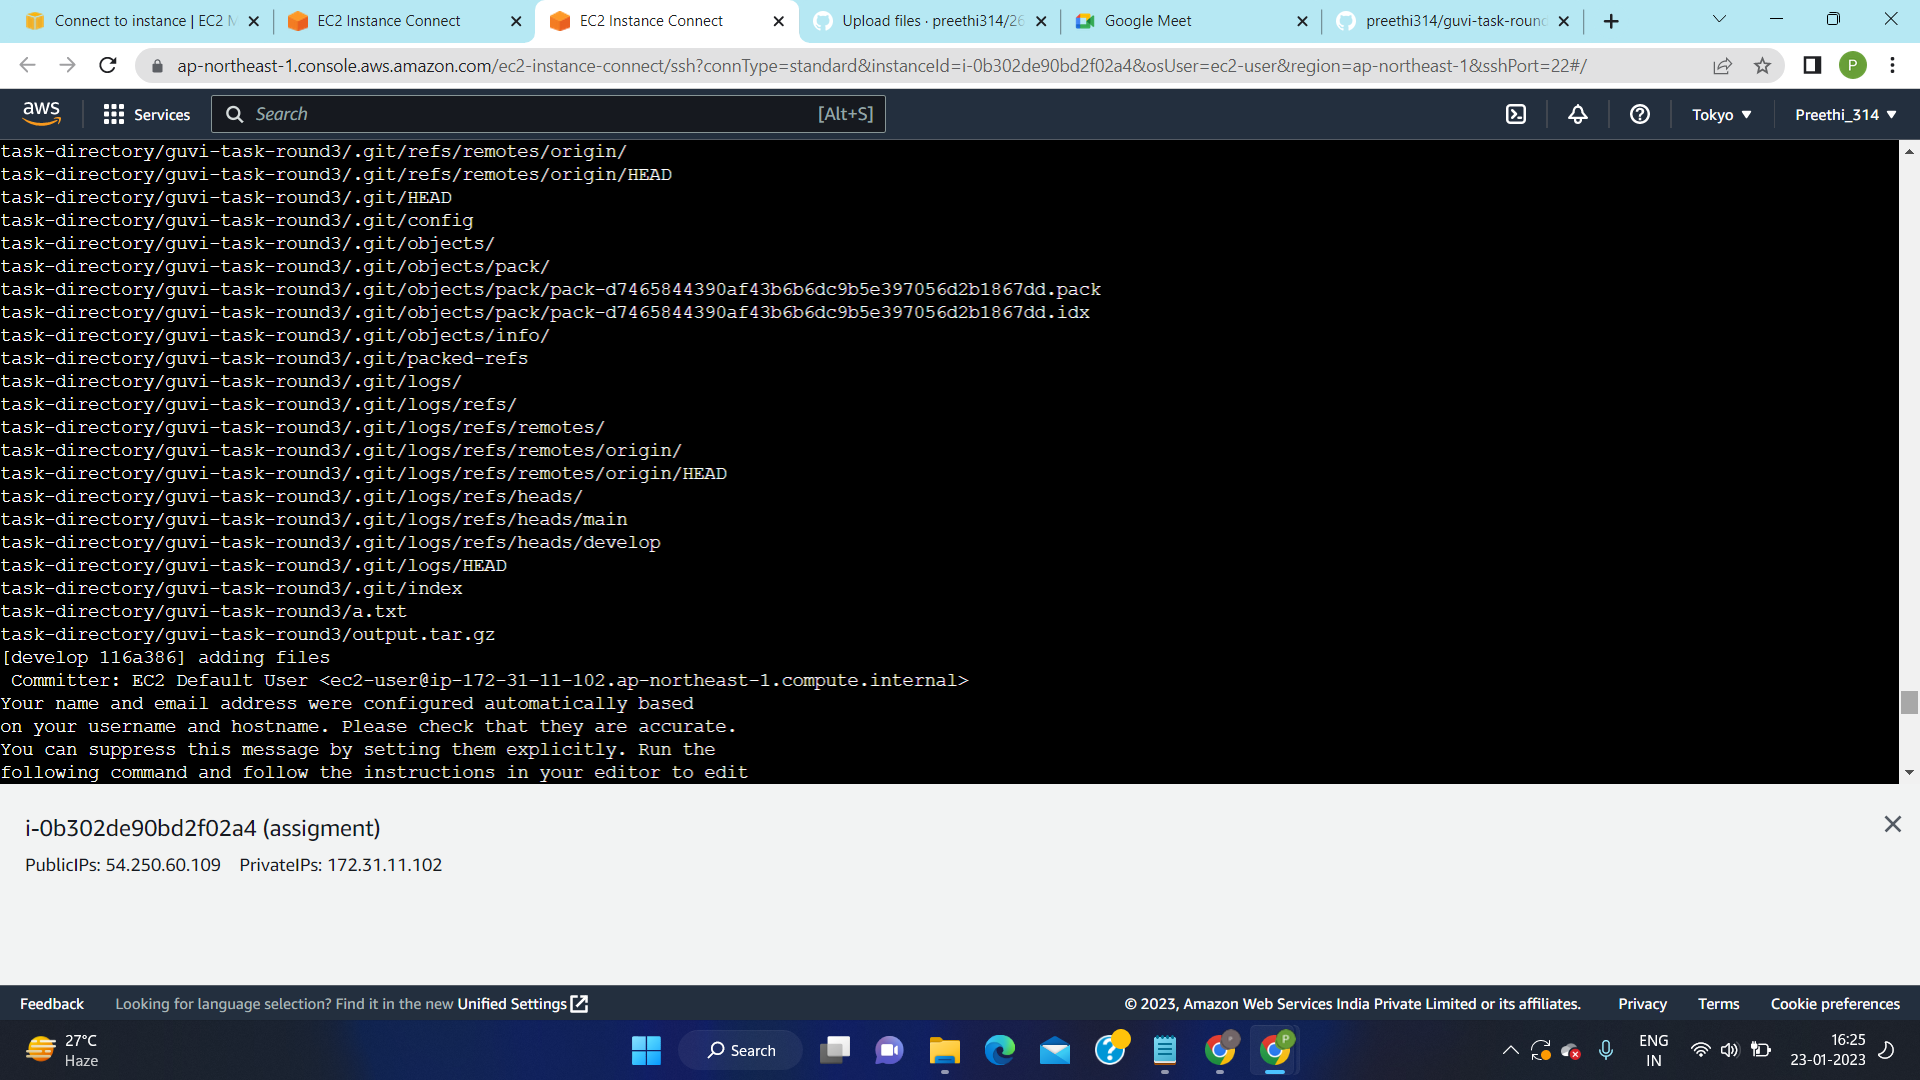 Connect to instance | EC2 M
EC2 Instance Connect
EC2 Instance Connect
Upload files · preethi314/26
Google Meet
preethi314/guvi-task-round
ap-northeast-1.console.aws.amazon.com/ec2-instance-connect/ssh?connType=standard&instanceId=i-0b302de90bd2f02a4&osUser=ec2-user&region=ap-northeast-1&sshPort=22#/
P
aws
Services
Search
[Alt+S]
Tokyo
Preethi_314
task-directory/guvi-task-round3/.git/refs/remotes/origin/
task-directory/guvi-task-round3/.git/refs/remotes/origin/HEAD
task-directory/guvi-task-round3/.git/HEAD
task-directory/guvi-task-round3/.git/config
task-directory/guvi-task-round3/.git/objects/
task-directory/guvi-task-round3/.git/objects/pack/
task-directory/guvi-task-round3/.git/objects/pack/pack-d7465844390af43b6b6dc9b5e397056d2b1867dd.pack
task-directory/guvi-task-round3/.git/objects/pack/pack-d7465844390af43b6b6dc9b5e397056d2b1867dd.idx
task-directory/guvi-task-round3/.git/objects/info/
task-directory/guvi-task-round3/.git/packed-refs
task-directory/guvi-task-round3/.git/logs/
task-directory/guvi-task-round3/.git/logs/refs/
task-directory/guvi-task-round3/.git/logs/refs/remotes/
task-directory/guvi-task-round3/.git/logs/refs/remotes/origin/
task-directory/guvi-task-round3/.git/logs/refs/remotes/origin/HEAD
task-directory/guvi-task-round3/.git/logs/refs/heads/
task-directory/guvi-task-round3/.git/logs/refs/heads/main
task-directory/guvi-task-round3/.git/logs/refs/heads/develop
task-directory/guvi-task-round3/.git/logs/HEAD
task-directory/guvi-task-round3/.git/index
task-directory/guvi-task-round3/a.txt
task-directory/guvi-task-round3/output.tar.gz
[develop 116a386] adding files
Committer: EC2 Default User <ec2-user@ip-172-31-11-102.ap-northeast-1.compute.internal>
Your name and email address were configured automatically based
on your username and hostname. Please check that they are accurate.
You can suppress this message by setting them explicitly. Run the
following command and follow the instructions in your editor to edit
i-0b302de90bd2f02a4 (assigment)
PublicIPs: 54.250.60.109 PrivateIPs: 172.31.11.102
Feedback
Looking for language selection? Find it in the new Unified Settings
© 2023, Amazon Web Services India Private Limited or its affiliates.
Privacy
Terms
Cookie preferences
27°C
Haze
Search
P
ENG
IN
16:25
23-01-2023